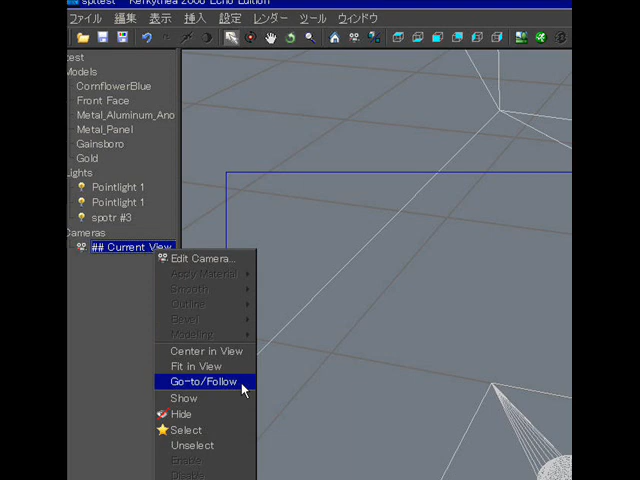 spltest - Kerkythea 2008 Echo Edition
ファイル 編集 表示 挿入 設定 レンダー ツール ウィンドウ
test
Models
CornflowerBlue
Front Face
Metal_Aluminum_Ano
Metal_Panel
Gainsboro
Gold
Lights
Pointlight 1
Pointlight 1
spotr #3
Cameras
## Current View
Edit Camera...
Apply Material
Smooth
Outline
Bevel
Modeling
Center in View
Fit in View
Go-to/Follow
Show
Hide
Select
Unselect
Enable
Disable